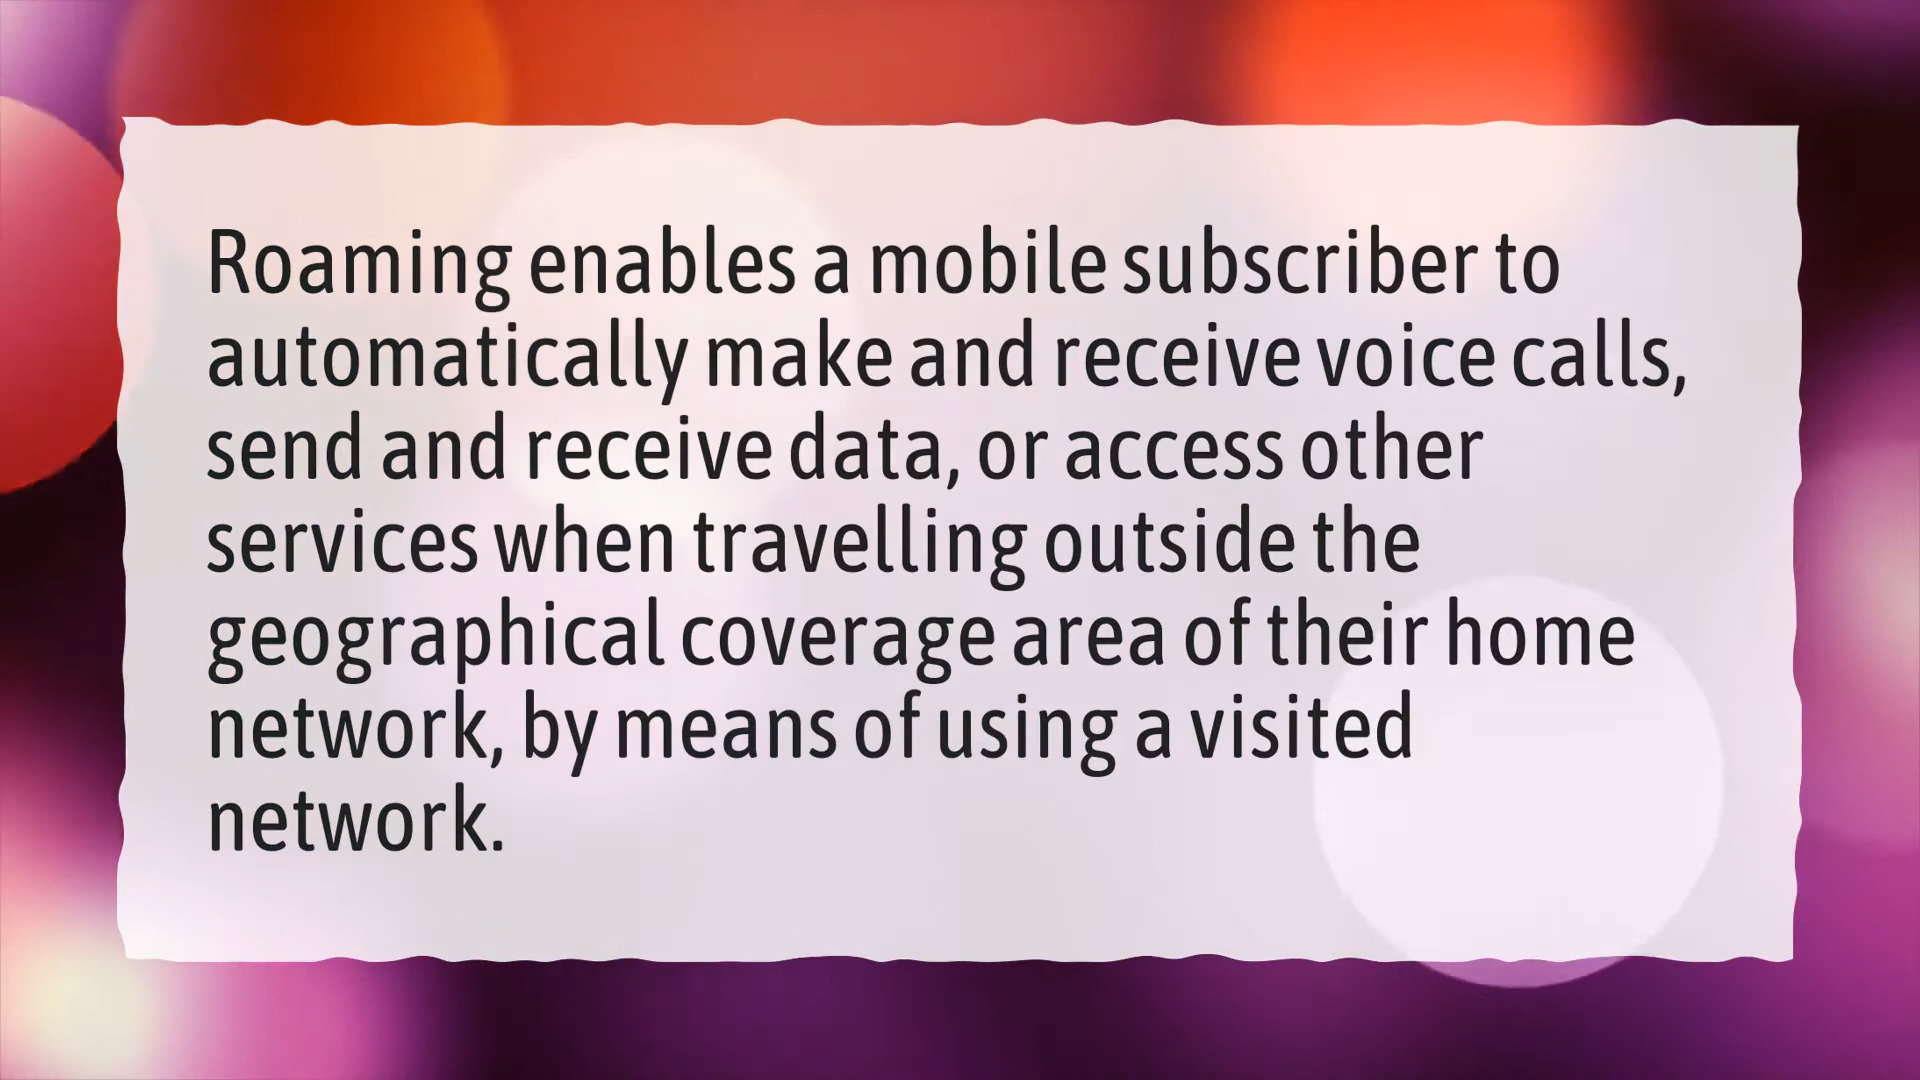 Roaming enables a mobile subscriber to
automatically make and receive voice calls,
send and receive data, or access other
services when travelling outside the
geographical coverage area of their home
network, by means of using a visited
network.